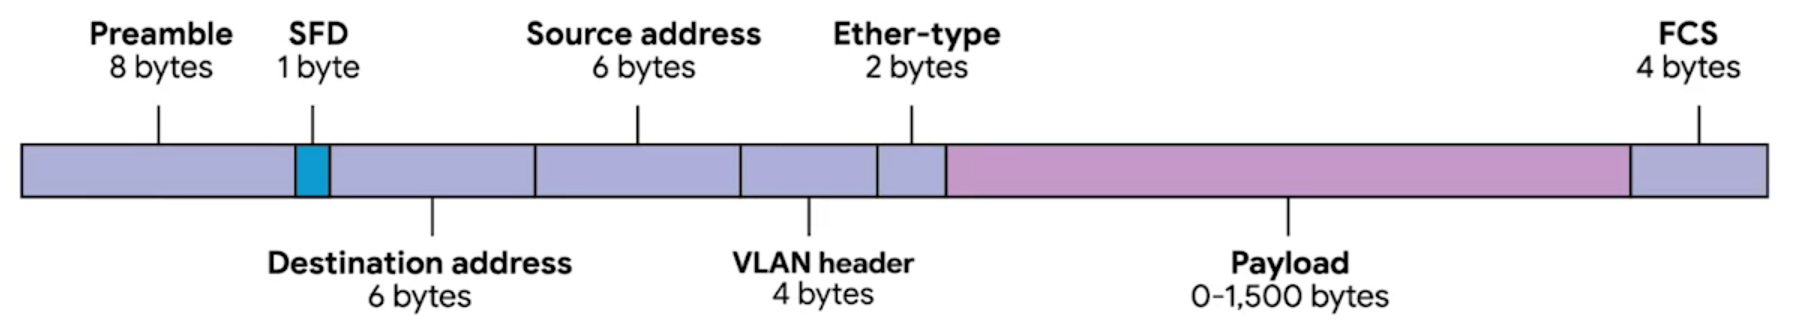 Preamble
8 bytes
SFD
1 byte
Source address
6 bytes
Ether-type
2 bytes
FCS
4 bytes
Destination address
6 bytes
VLAN header
4 bytes
Payload
0-1,500 bytes